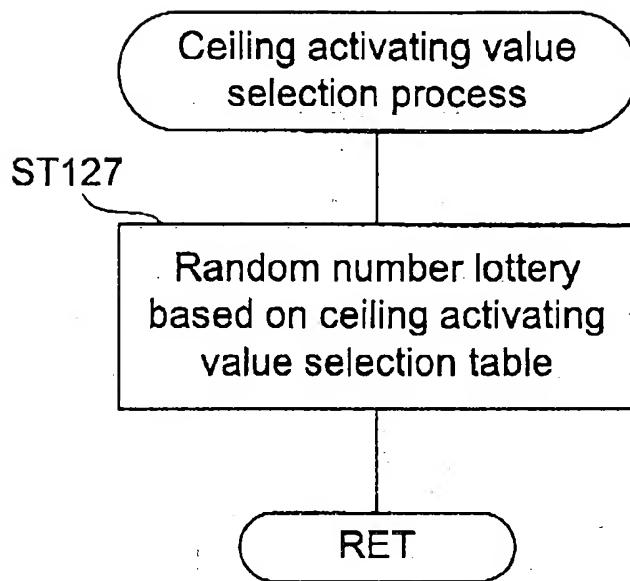 Ceiling activating value
selection process
ST127
Random number lottery
based on ceiling activating
value selection table
RET